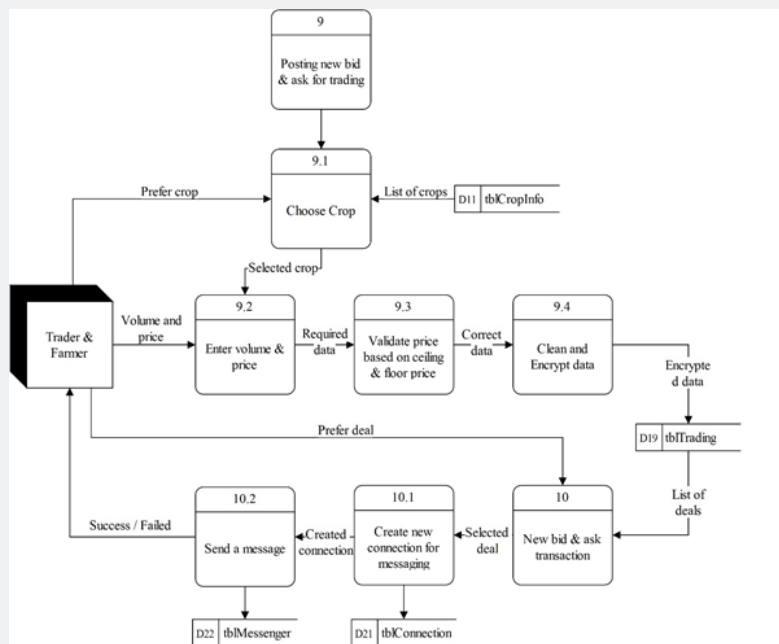 9
Posting new bid
& ask for trading
9.1
Choose Crop
Prefer crop
List of crops
D11 tblCropInfo
Selected crop
Trader &
Farmer
Volume and
price
9.2
Enter volume &
price
Required
data
9.3
Validate price
based on ceiling
& floor price
Correct
data
9.4
Clean and
Encrypt data
Encrypte
d data
D19 tblTrading
Prefer deal
List of
deals
10
New bid & ask
transaction
Selected
deal
10.1
Create new
connection for
messaging
Created
connection
10.2
Send a message
Success / Failed
D22 tblMessenger
D21 tblConnection